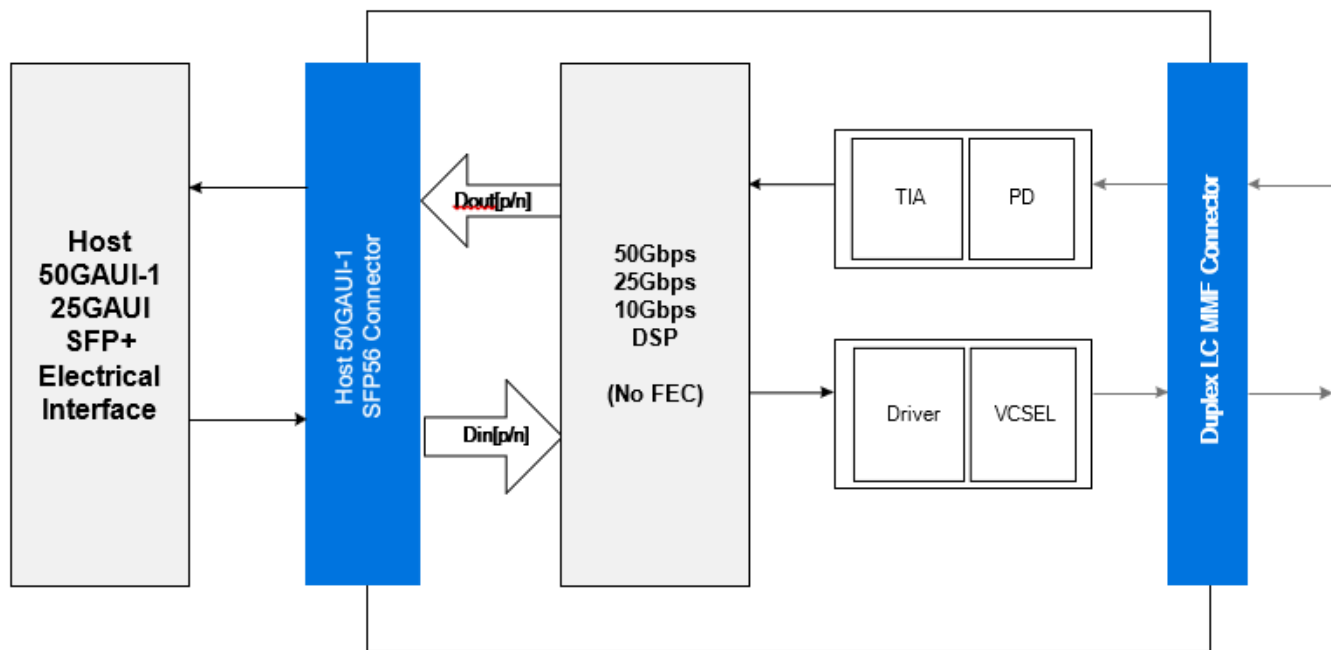 Host
50GAUI-1
25GAUI
SFP+
Electrical
Interface
Host 50GAUI-1
SFP56 Connector
Dout[p/n]
Din[p/n]
50Gbps
25Gbps
10Gbps
DSP
(No FEC)
TIA
PD
Driver
VCSEL
Duplex LC MMF Connector